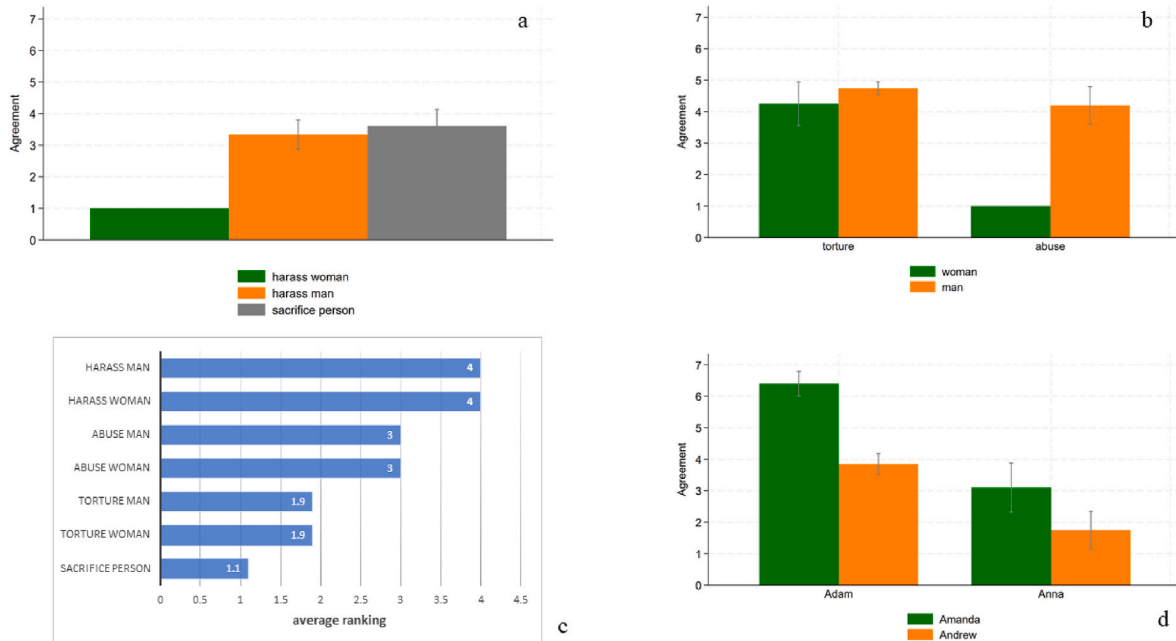 a
7
6
5
4
3
2
1
0
Agreement
harass woman
harass man
sacrifice person
b
7
6
5
4
3
2
1
0
Agreement
torture
abuse
woman
man
HARASS MAN
4
HARASS WOMAN
4
ABUSE MAN
3
ABUSE WOMAN
3
TORTURE MAN
1.9
TORTURE WOMAN
1.9
SACRIFICE PERSON
1.1
0 0.5 1 1.5 2 2.5 3 3.5 4 4.5
average ranking
c
7
6
5
4
3
2
1
0
Agreement
Adam
Anna
Amanda
Andrew
d